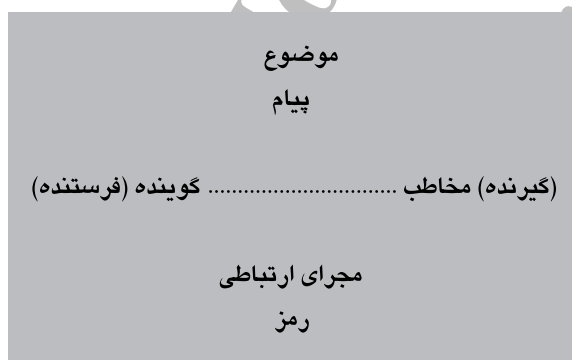 موضوع
پیام
(گیرنده) مخاطب ................................ گوینده (فرستنده)
مجرای ارتباطی
رمز